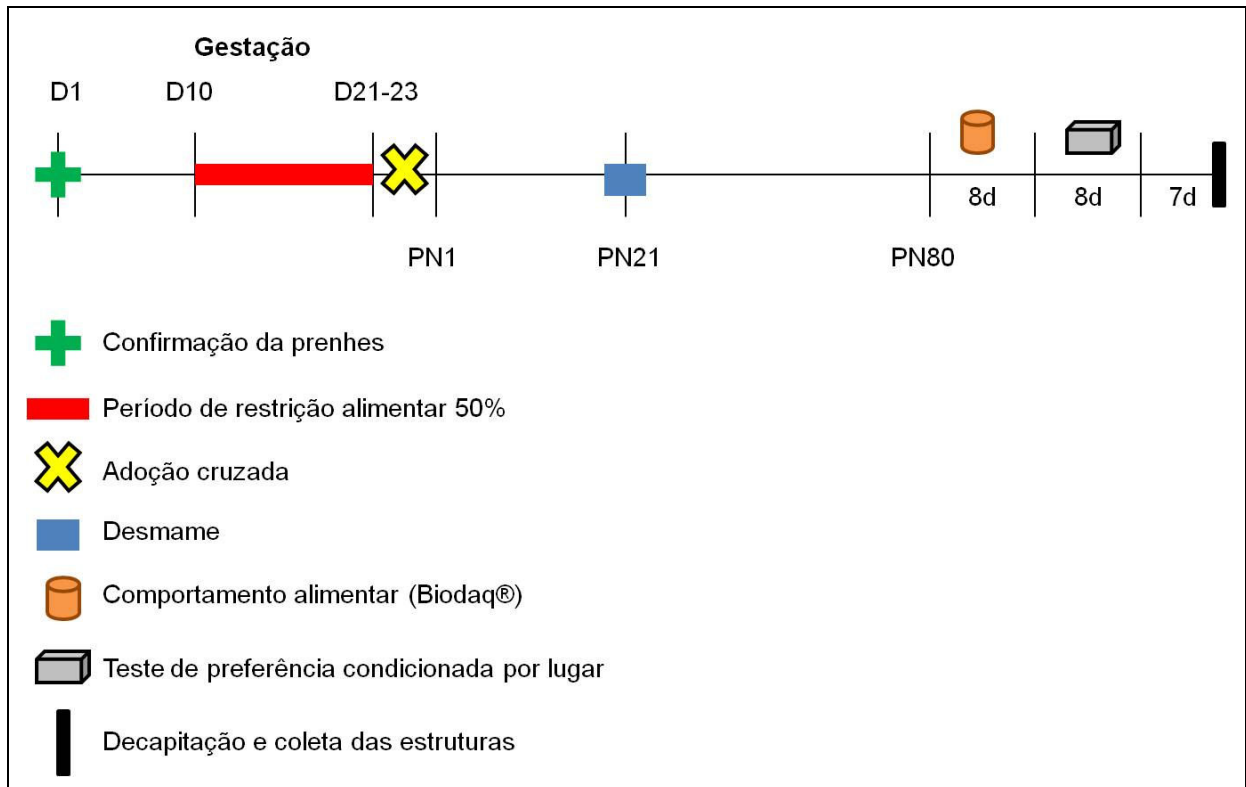 Gestação
D1 D10 D21-23
8d 8d 7d
PN1 PN21 PN80
Confirmação da prenhes
Período de restrição alimentar 50%
Adoção cruzada
Desmame
Comportamento alimentar (Biodaq®)
Teste de preferência condicionada por lugar
Decapitação e coleta das estruturas